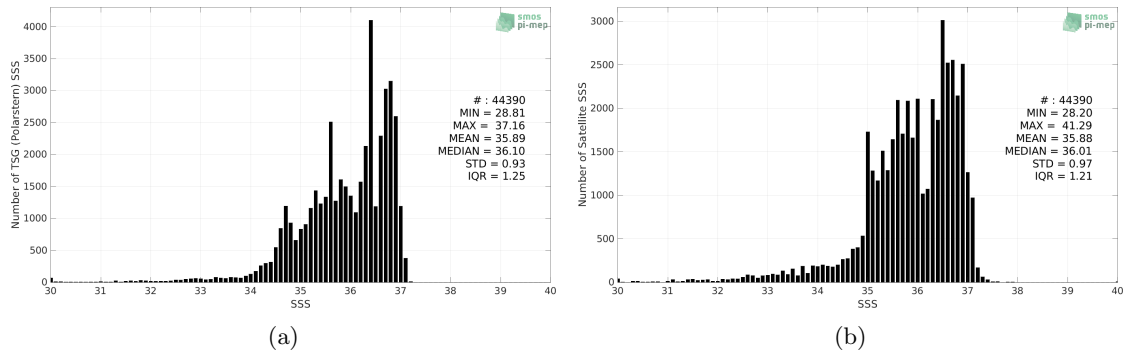 smos
pi-mep
Number of TSG (Polarstern) SSS
4000
3500
3000
2500
2000
1500
1000
500
0
# : 44390
MIN = 28.81
MAX = 37.16
MEAN = 35.89
MEDIAN = 36.10
STD = 0.93
IQR = 1.25
30 31 32 33 34 35 36 37 38 39 40
SSS
(a)
smos
pi-mep
Number of Satellite SSS
3000
2500
2000
1500
1000
500
0
# : 44390
MIN = 28.20
MAX = 41.29
MEAN = 35.88
MEDIAN = 36.01
STD = 0.97
IQR = 1.21
30 31 32 33 34 35 36 37 38 39 40
SSS
(b)